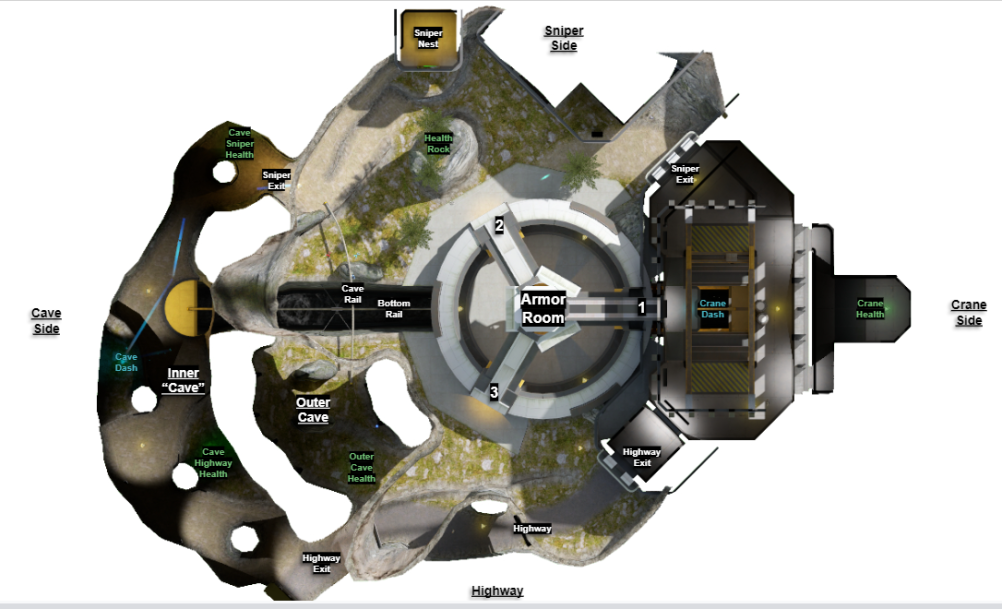 Sniper
Nest
Sniper
Side
Cave
Sniper
Health
Health
Rock
Sniper
Exit
Sniper
Exit
2
Cave
Rail
Bottom
Rail
Armor
Room
1
Crane
Dash
Crane
Health
Crane
Side
Cave
Side
Cave
Dash
Inner
“Cave”
3
Outer
Cave
Cave
Highway
Health
Outer
Cave
Health
Highway
Exit
Highway
Highway
Exit
Highway